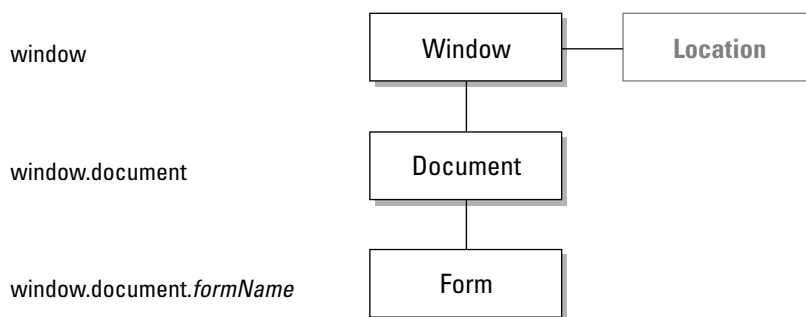 window
Window
Location
window.document
Document
window.document.formName
Form